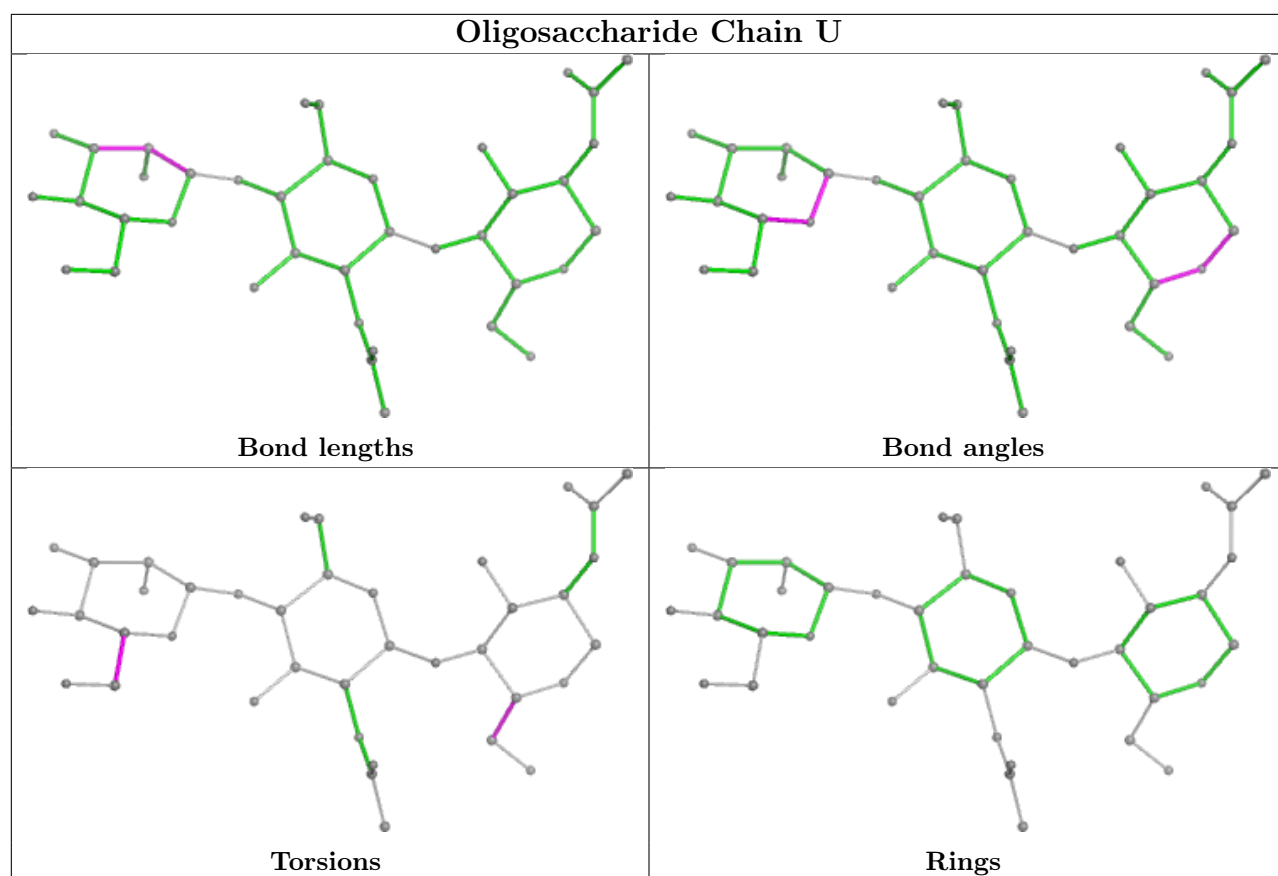 Oligosaccharide Chain U
Bond lengths
Bond angles
Torsions
Rings